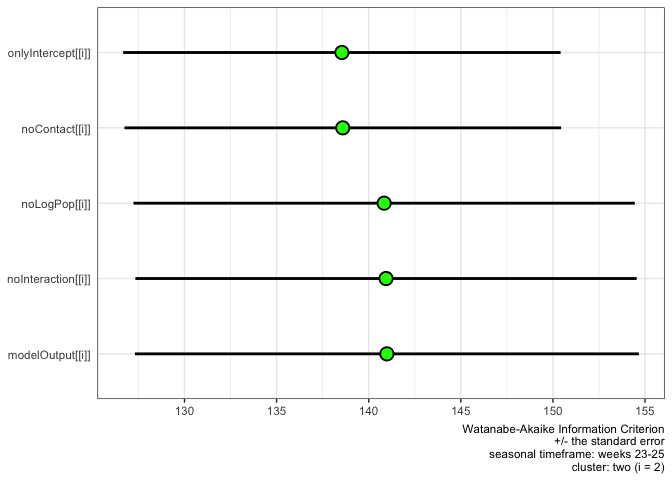 onlyIntercept[[i]]
noContact[[i]]
noLogPop[[i]]
noInteraction[[i]]
modelOutput[[i]]
130 135 140 145 150 155
Watanabe-Akaike Information Criterion
+/- the standard error
seasonal timeframe: weeks 23-25
cluster: two (i = 2)